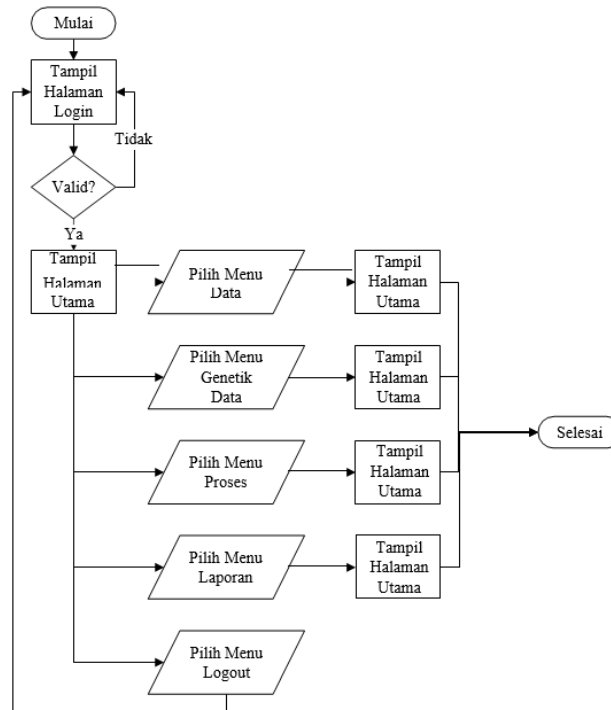 Mulai
Tampil
Halaman
Login
Tidak
Valid?
Ya
Tampil
Halaman
Utama
Pilih Menu
Data
Tampil
Halaman
Utama
Pilih Menu
Genetik
Data
Tampil
Halaman
Utama
Selesai
Pilih Menu
Proses
Tampil
Halaman
Utama
Pilih Menu
Laporan
Tampil
Halaman
Utama
Pilih Menu
Logout